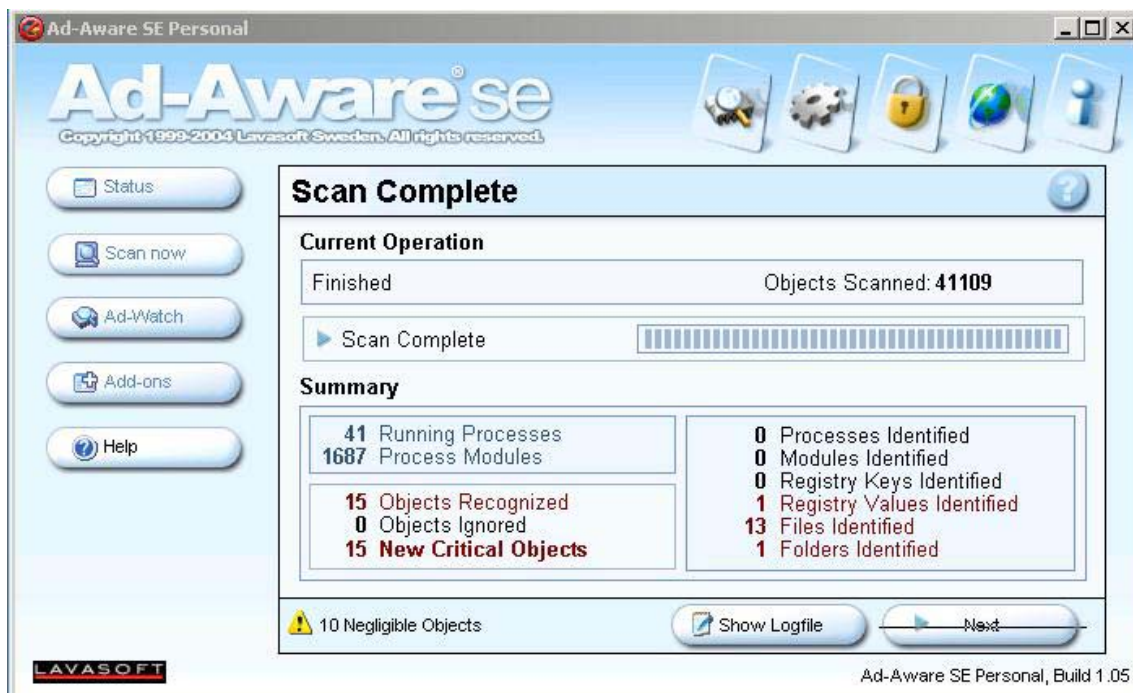 Ad-Aware SE Personal
Ad-Aware® se
Copyright 1999-2004 Lavasoft Sweden. All rights reserved.
Status
Scan now
Ad-Watch
Add-ons
Help
Scan Complete
?
Current Operation
Finished
Objects Scanned: 41109
Scan Complete
Summary
41 Running Processes
1687 Process Modules
15 Objects Recognized
0 Objects Ignored
15 New Critical Objects
0 Processes Identified
0 Modules Identified
0 Registry Keys Identified
1 Registry Values Identified
13 Files Identified
1 Folders Identified
10 Negligible Objects
Show Logfile
Next
LAVASOFT
Ad-Aware SE Personal, Build 1.05